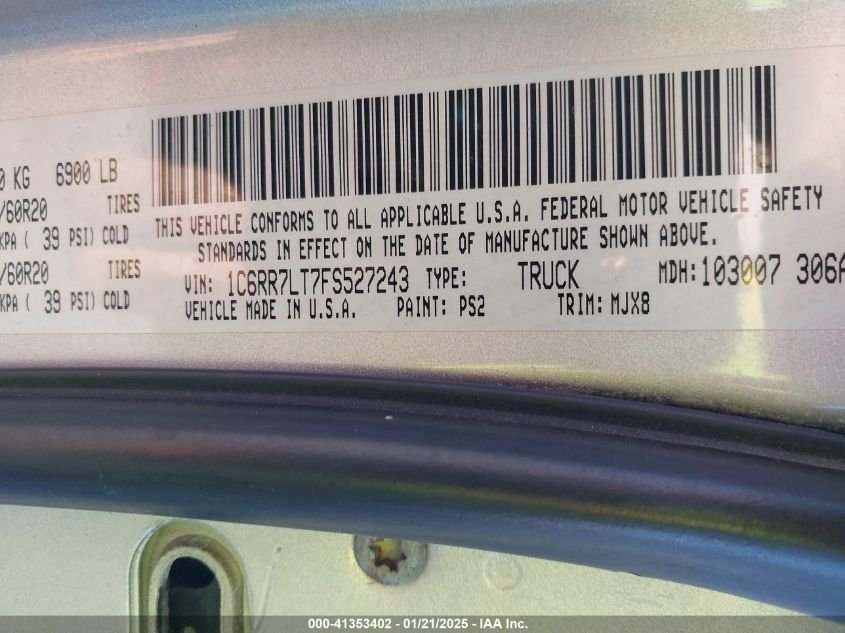 0 KG 6900 LB
/60R20 TIRES
KPA ( 39 PSI) COLD
/60R20 TIRES
KPA ( 39 PSI) COLD
THIS VEHICLE CONFORMS TO ALL APPLICABLE U.S.A. FEDERAL MOTOR VEHICLE SAFETY
STANDARDS IN EFFECT ON THE DATE OF MANUFACTURE SHOWN ABOVE.
VIN: 1C6RR7LT7FS527243 TYPE: TRUCK MDH: 103007 306A
VEHICLE MADE IN U.S.A. PAINT: PS2 TRIM: MJX8
000-41353402 - 01/21/2025 - IAA Inc.